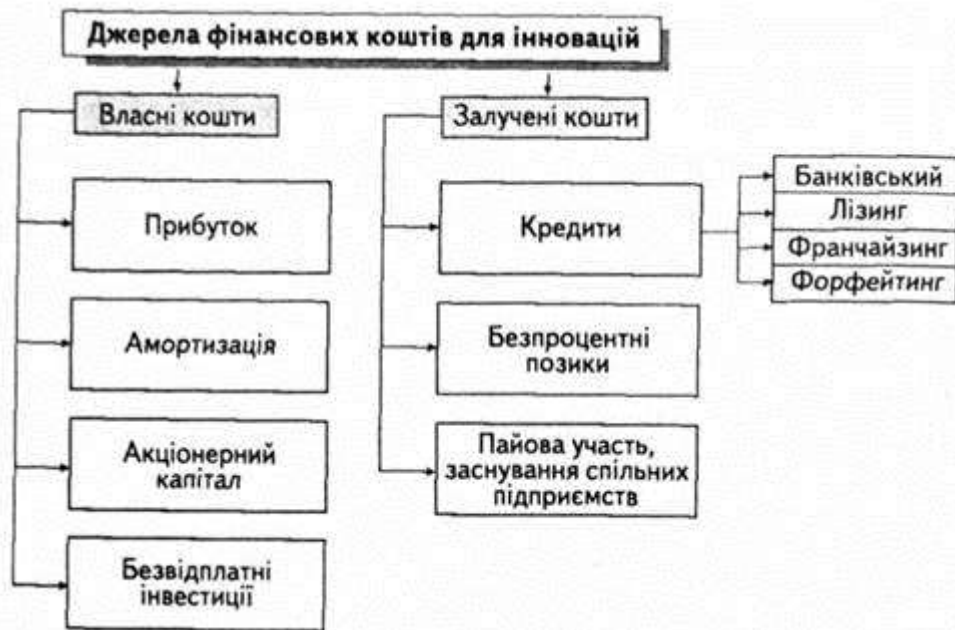 Джерела фінансових коштів для інновацій
Власні кошти
Прибуток
Амортизація
Акціонерний
капітал
Безвідплатні
інвестиції
Залучені кошти
Кредити
Безпроцентні
позики
Пайова участь,
заснування спільних
підприємств
Банківський
Лізинг
Франчайзинг
Форфейтинг